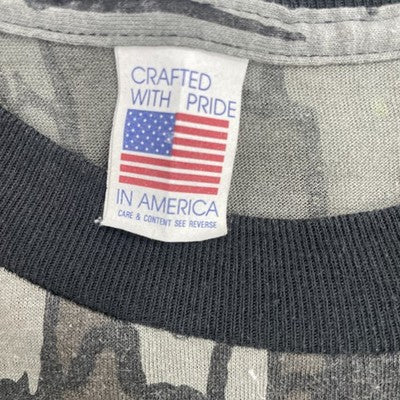 CRAFTED
WITH PRIDE
IN AMERICA
CARE & CONTENT SEE REVERSE